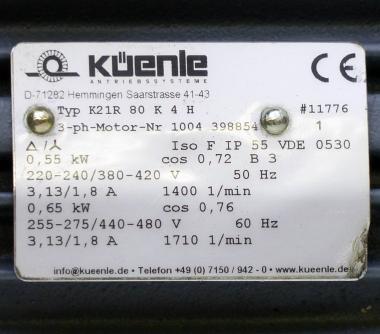 KÜENLE
ANTRIEBSSYSTEME
CE
D-71282 Hemmingen Saarstrasse 41-43
Typ K21R 80 K 4 H #11776
3-ph-Motor-Nr 1004 398854 1
△/⅄ Iso F IP 55 VDE 0530
0,55 kW cos 0,72 B 3
220-240/380-420 V 50 Hz
3,13/1,8 A 1400 1/min
0,65 kW cos 0,76
255-275/440-480 V 60 Hz
3,13/1,8 A 1710 1/min
info@kueenle.de • Telefon +49 (0) 7150 / 942 - 0 • www.kueenle.de